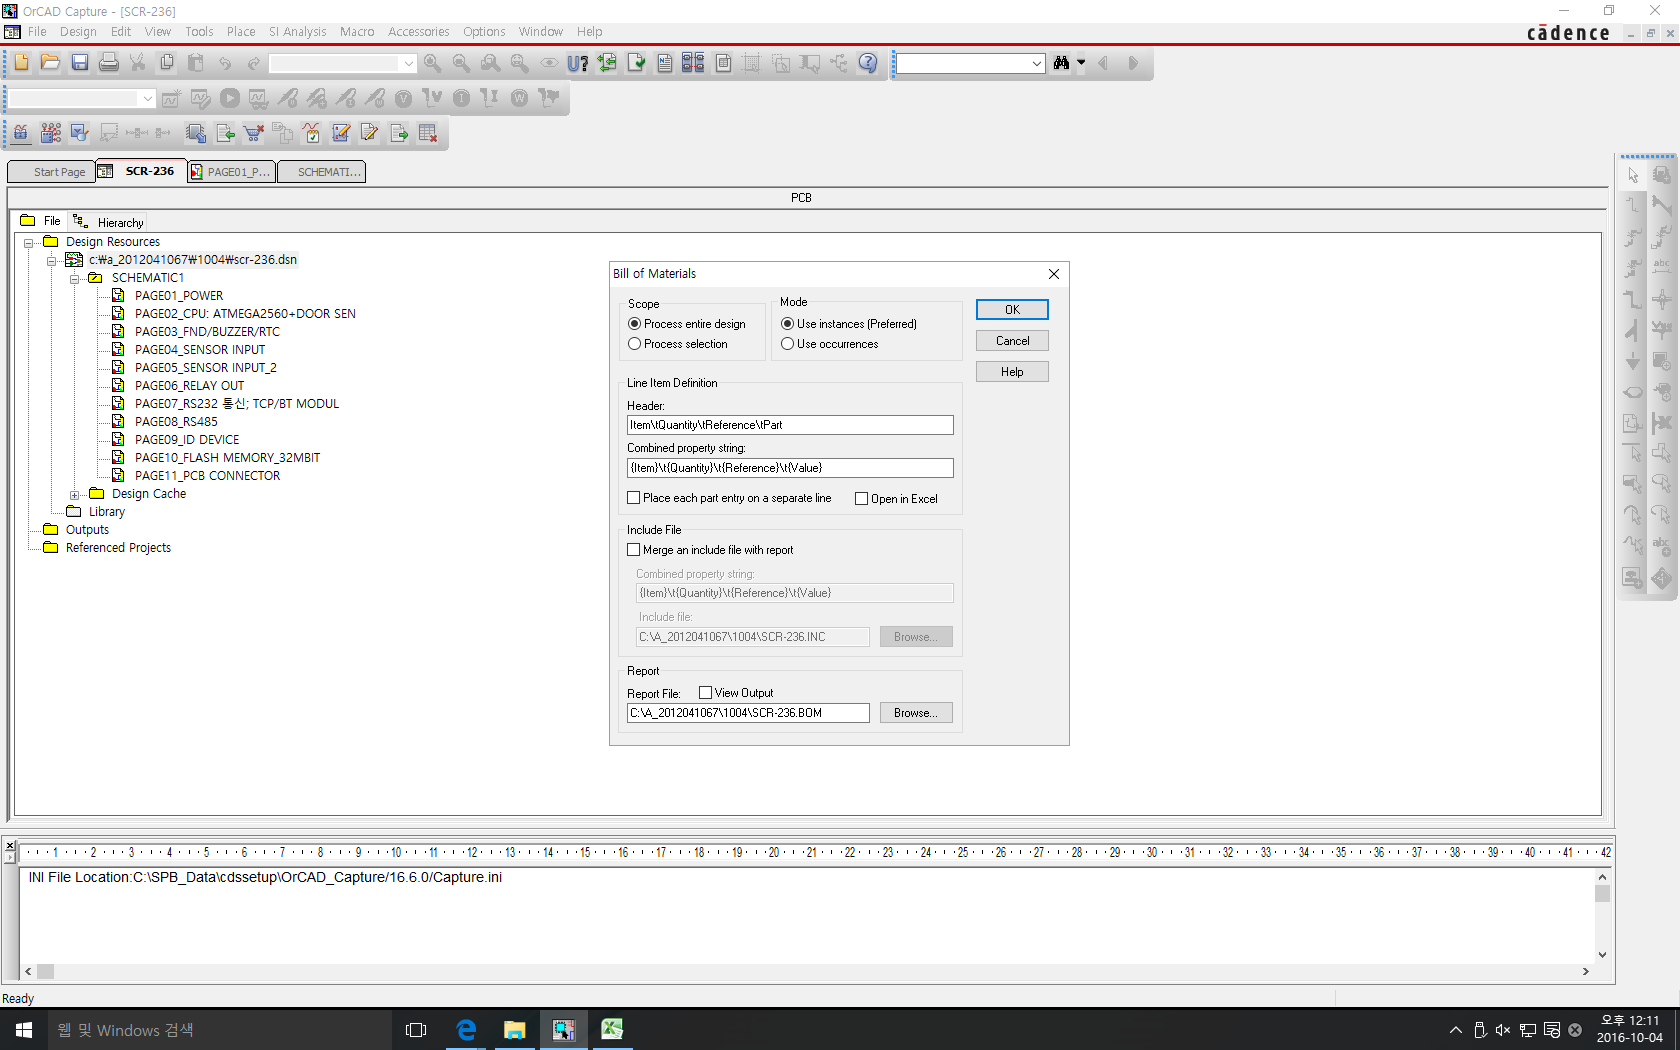 OrCAD Capture - [SCR-236]
File Design Edit View Tools Place SI Analysis Macro Accessories Options Window Help
cādence
U?
Start Page SCR-236 PAGE01_P... SCHEMATI...
PCB
File Hierarchy
Design Resources
c:₩a_2012041067₩1004₩scr-236.dsn
SCHEMATIC1
PAGE01_POWER
PAGE02_CPU: ATMEGA2560+DOOR SEN
PAGE03_FND/BUZZER/RTC
PAGE04_SENSOR INPUT
PAGE05_SENSOR INPUT_2
PAGE06_RELAY OUT
PAGE07_RS232 통신; TCP/BT MODUL
PAGE08_RS485
PAGE09_ID DEVICE
PAGE10_FLASH MEMORY_32MBIT
PAGE11_PCB CONNECTOR
Design Cache
Library
Outputs
Referenced Projects
Bill of Materials
Scope
Process entire design
Process selection
Mode
Use instances (Preferred)
Use occurrences
OK
Cancel
Help
Line Item Definition
Header:
Item\tQuantity\tReference\tPart
Combined property string:
{Item}\t{Quantity}\t{Reference}\t{Value}
Place each part entry on a separate line Open in Excel
Include File
Merge an include file with report
Combined property string:
{Item}\t{Quantity}\t{Reference}\t{Value}
Include file:
C:\A_2012041067\1004\SCR-236.INC Browse...
Report
Report File: View Output
C:\A_2012041067\1004\SCR-236.BOM Browse...
1 2 3 4 5 6 7 8 9 10 11 12 13 14 15 16 17 18 19 20 21 22 23 24 25 26 27 28 29 30 31 32 33 34 35 36 37 38 39 40 41 42
INI File Location:C:\SPB_Data\cdssetup\OrCAD_Capture/16.6.0/Capture.ini
Ready
웹 및 Windows 검색
오후 12:11
2016-10-04